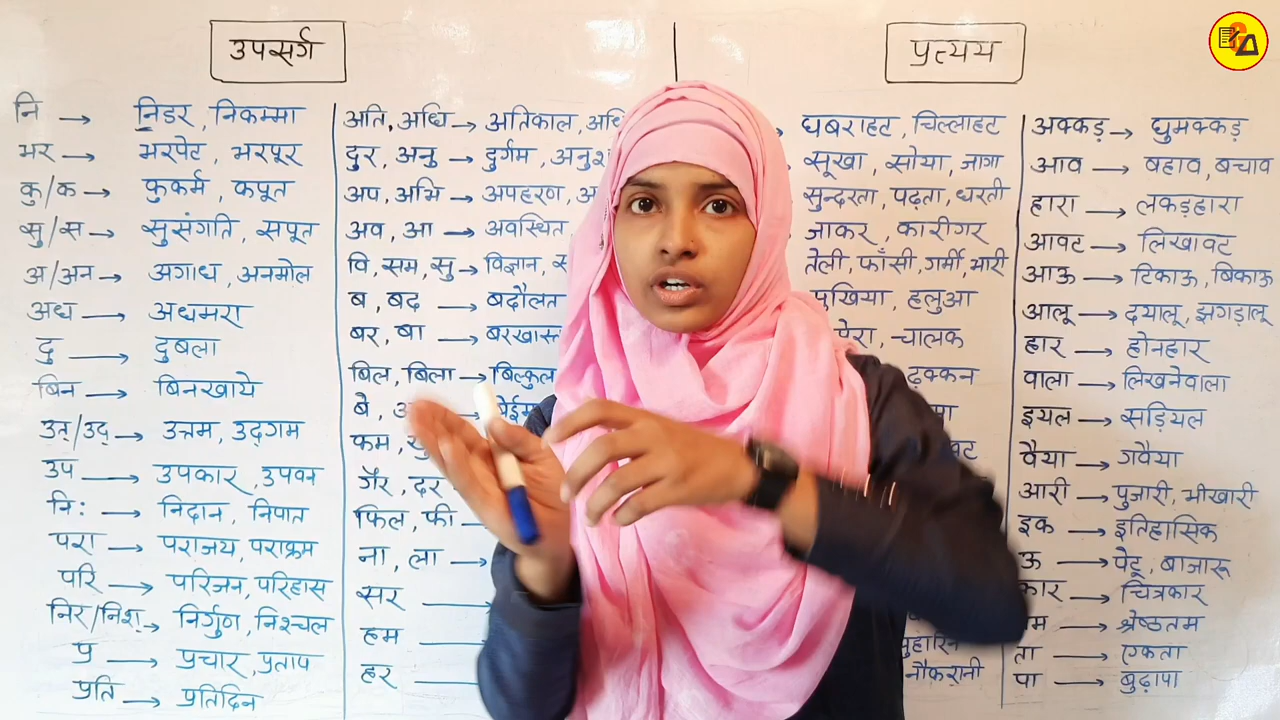 उपसर्ग
नि → निडर, निकम्मा
भर → भरपेट, भरपूर
कु/क → कुकर्म, कपूत
सु/स → सुसंगति, सपूत
अ/अन → अगाध, अनमोल
अध → अधमरा
दु → दुबला
बिन → बिनखाये
उत्/उद् → उत्तम, उद्गम
उप → उपकार, उपवन
निः → निदान, निपात
परा → पराजय, पराक्रम
परि → परिजन, परिहास
निर/निश् → निर्गुण, निश्चल
प्र → प्रचार, प्रताप
प्रति → प्रतिदिन
अति, अधि → अतिकाल,
दुर, अनु → दुर्गम,
अप, अभि → अपहरण,
अव, आ → अवस्थित,
वि, सम, सु → विज्ञान,
ब, बद → बदौलत
बर, बा →
बिल, बिला → बिल्कुल
बे,
कम,
गैर, दर
फिल, फी
ना, ला →
सर
हम
हर
प्रत्यय
घबराहट, चिल्लाहट
सूखा, सोया, जागा
सुन्दरता, पढ़ता, धरती
जाकर, कारीगर
तेली, फाँसी, गर्मी, भारी
हलुआ
चालक
ढ़क्कन
नौकरानी
अक्कड़ → घुमक्कड़
आव → बहाव, बचाव
हारा → लकड़हारा
आवट → लिखावट
आऊ → टिकाऊ, बिकाऊ
आलू → दयालू, झगड़ालू
हार → होनहार
वाला → लिखनेवाला
इयल → सड़ियल
वैया → गवैया
आरी → पुजारी, भीखारी
इक → इतिहासिक
ऊ → पेटू, बाजारू
कार → चित्रकार
→ श्रेष्ठतम
ता → एकता
पा → बुढ़ापा